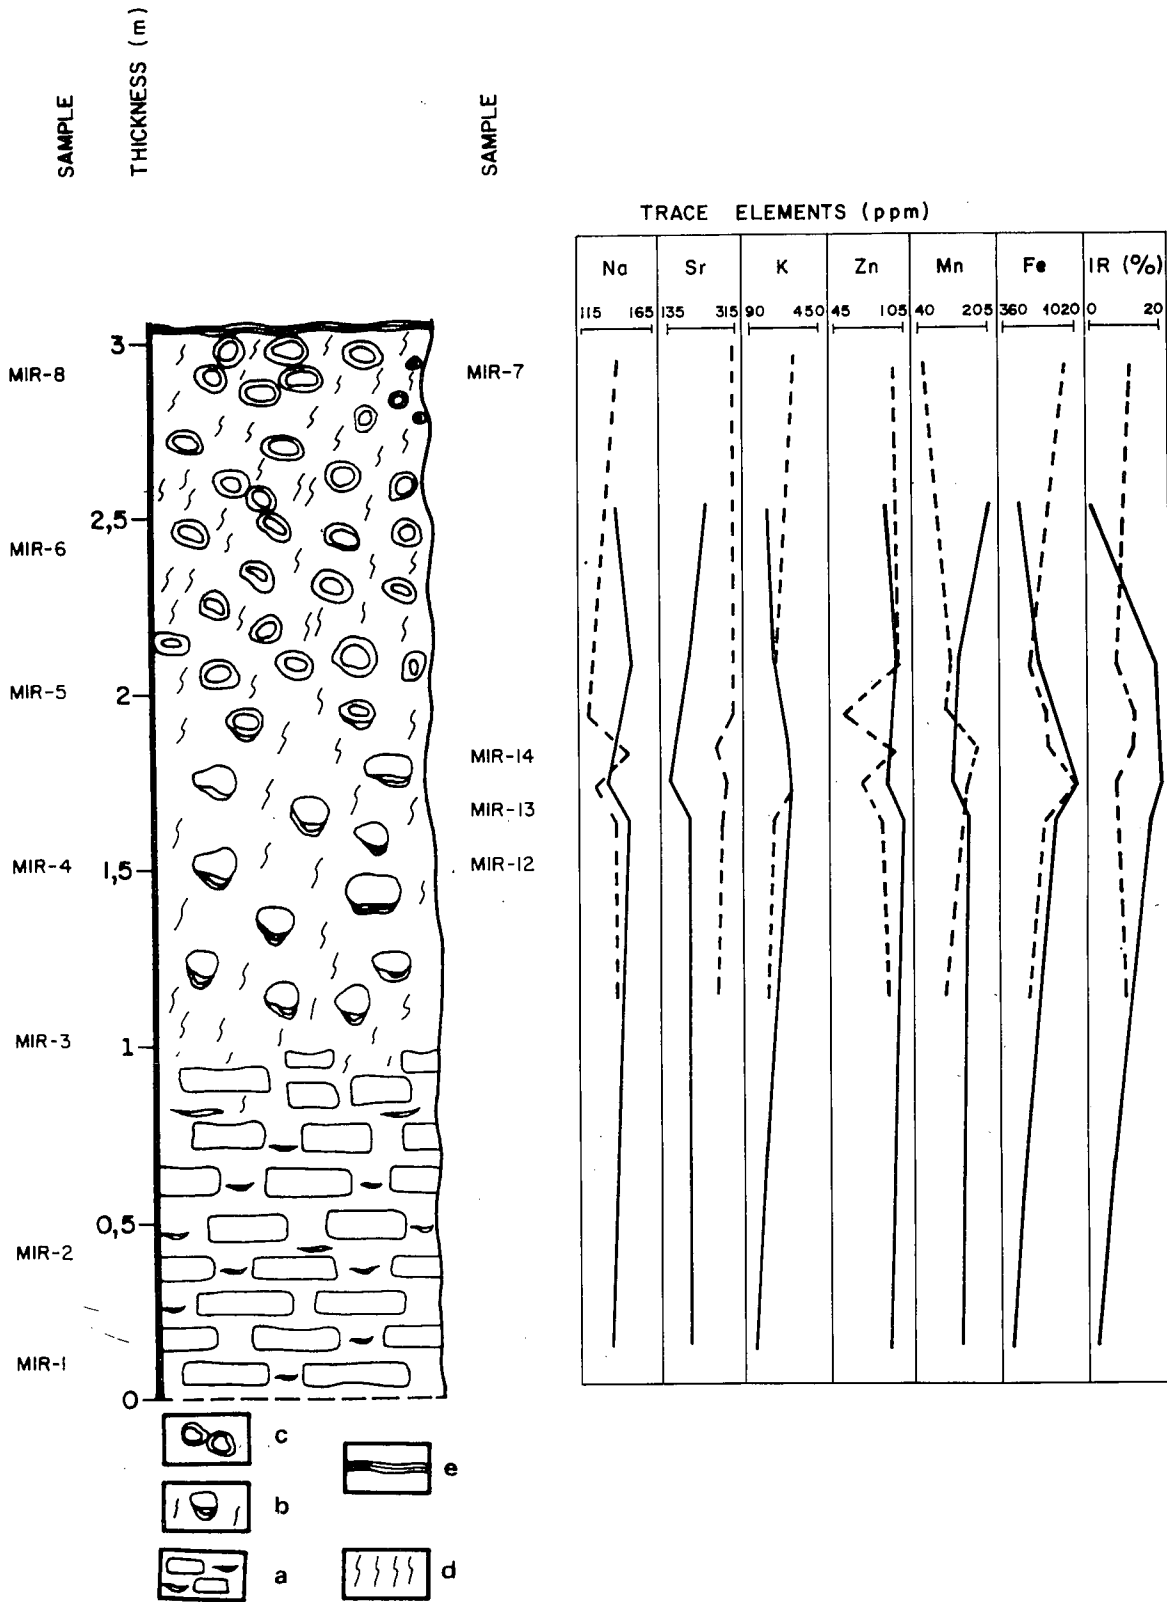 SAMPLE
THICKNESS (m)
SAMPLE
TRACE ELEMENTS (ppm)
Na Sr K Zn Mn Fe IR (%)
115 165 135 315 90 450 45 105 40 205 360 1020 0 20
3
MIR-8
MIR-7
2,5
MIR-6
2
MIR-5
MIR-14
MIR-13
MIR-4
1,5
MIR-12
MIR-3
1
0,5
MIR-2
MIR-1
0
c
e
b
a
d